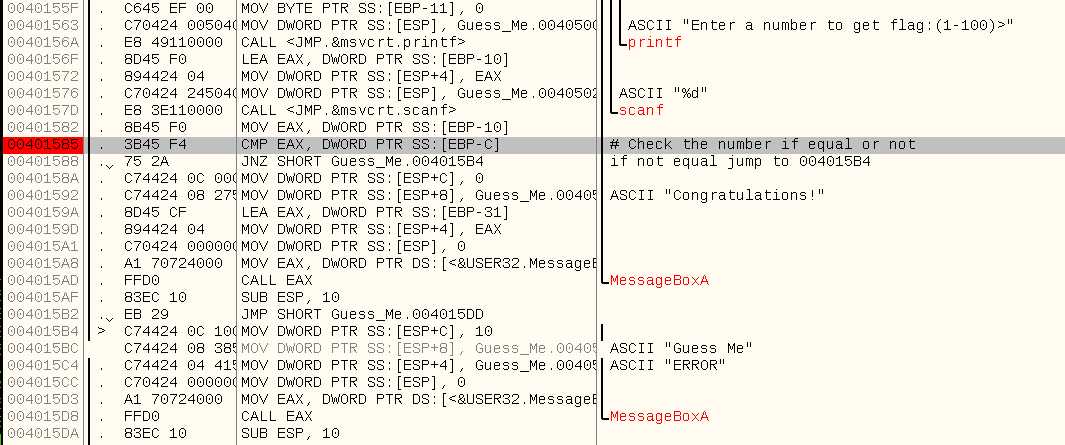 0040155F . C645 EF 00 MOV BYTE PTR SS:[EBP-11], 0
00401563 . C70424 005040 MOV DWORD PTR SS:[ESP], Guess_Me.0040500 ASCII "Enter a number to get flag:(1-100)>"
0040156A . E8 49110000 CALL <JMP.&msvcrt.printf> printf
0040156F . 8D45 F0 LEA EAX, DWORD PTR SS:[EBP-10]
00401572 . 894424 04 MOV DWORD PTR SS:[ESP+4], EAX
00401576 . C70424 245040 MOV DWORD PTR SS:[ESP], Guess_Me.0040502 ASCII "%d"
0040157D . E8 3E110000 CALL <JMP.&msvcrt.scanf> scanf
00401582 . 8B45 F0 MOV EAX, DWORD PTR SS:[EBP-10]
00401585 . 3B45 F4 CMP EAX, DWORD PTR SS:[EBP-C] # Check the number if equal or not
00401588 . 75 2A JNZ SHORT Guess_Me.004015B4 if not equal jump to 004015B4
0040158A . C74424 0C 000 MOV DWORD PTR SS:[ESP+C], 0
00401592 . C74424 08 275 MOV DWORD PTR SS:[ESP+8], Guess_Me.00405 ASCII "Congratulations!"
0040159A . 8D45 CF LEA EAX, DWORD PTR SS:[EBP-31]
0040159D . 894424 04 MOV DWORD PTR SS:[ESP+4], EAX
004015A1 . C70424 000000 MOV DWORD PTR SS:[ESP], 0
004015A8 . A1 70724000 MOV EAX, DWORD PTR DS:[<&USER32.MessageB
004015AD . FFD0 CALL EAX MessageBoxA
004015AF . 83EC 10 SUB ESP, 10
004015B2 . EB 29 JMP SHORT Guess_Me.004015DD
004015B4 > C74424 0C 100 MOV DWORD PTR SS:[ESP+C], 10
004015BC C74424 08 385 MOV DWORD PTR SS:[ESP+8], Guess_Me.00405 ASCII "Guess Me"
004015C4 . C74424 04 415 MOV DWORD PTR SS:[ESP+4], Guess_Me.00405 ASCII "ERROR"
004015CC . C70424 000000 MOV DWORD PTR SS:[ESP], 0
004015D3 . A1 70724000 MOV EAX, DWORD PTR DS:[<&USER32.MessageB
004015D8 . FFD0 CALL EAX MessageBoxA
004015DA . 83EC 10 SUB ESP, 10